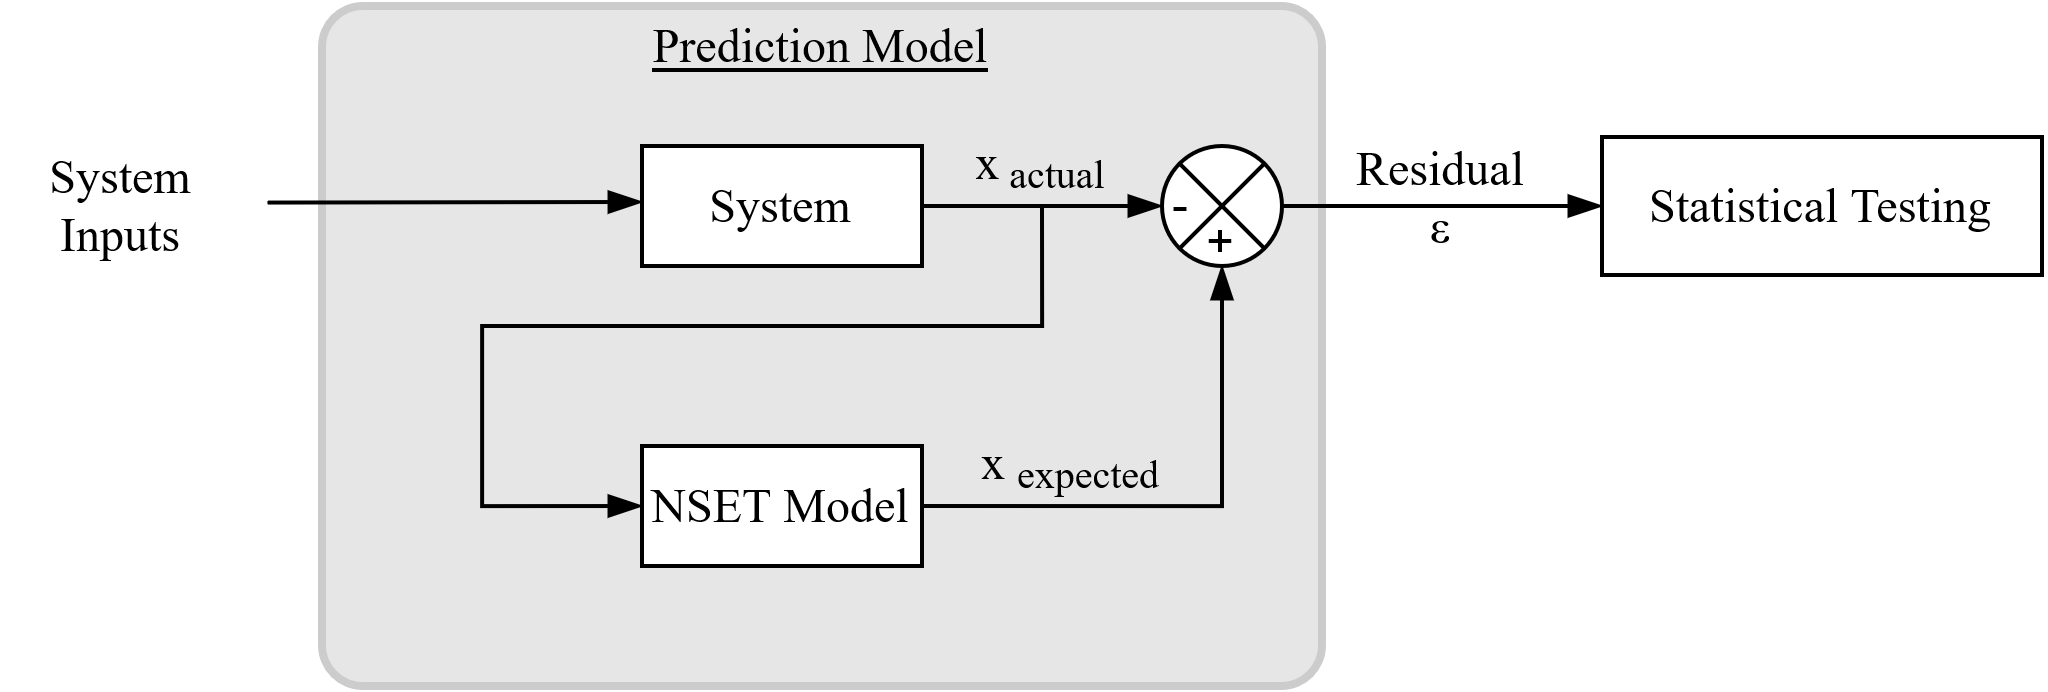 Prediction Model
System
Inputs
System
x actual
-
+
Residual
ε
Statistical Testing
NSET Model
x expected